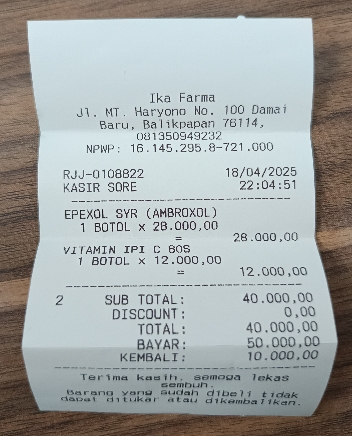 Ika Farma
Jl. MT. Haryono No. 100 Damai
Baru, Balikpapan 76114,
081350949232
NPWP: 16.145.295.8-721.000
RJJ-0108822 18/04/2025
KASIR SORE 22:04:51
EPEXOL SYR (AMBROXOL)
1 BOTOL x 28.000,00
= 28.000,00
VITAMIN IPI C 80S
1 BOTOL x 12.000,00
= 12.000,00
2 SUB TOTAL: 40.000,00
DISCOUNT: 0,00
TOTAL: 40.000,00
BAYAR: 50.000,00
KEMBALI: 10.000,00
Terima kasih, semoga lekas
sembuh.
Barang yang sudah dibeli tidak
dapat ditukar atau dikembalikan.